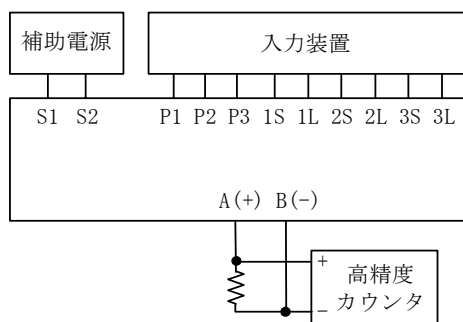 補助電源
入力装置
S1 S2 P1 P2 P3 1S 1L 2S 2L 3S 3L
A(+) B(-)
+
高精度
カウンタ
-